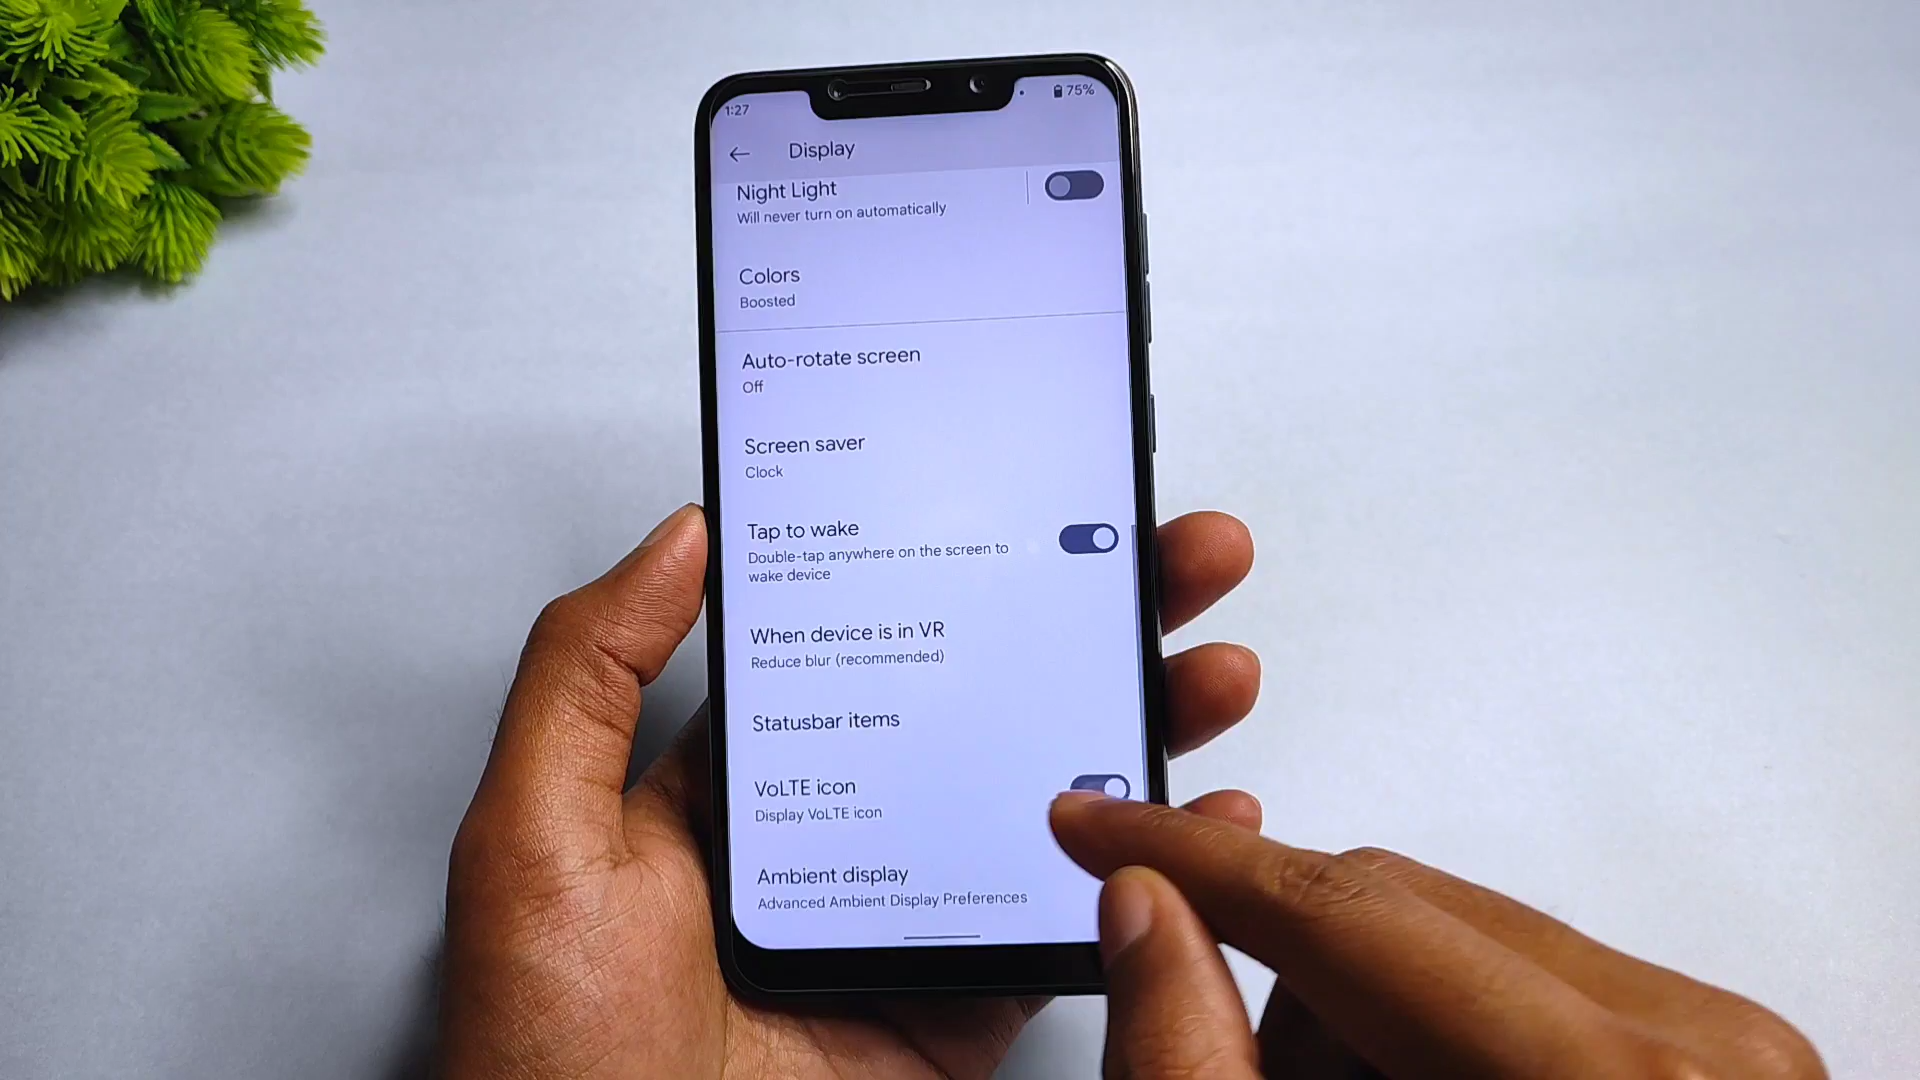 1:27
75%
Display
Night Light
Will never turn on automatically
Colors
Boosted
Auto-rotate screen
Off
Screen saver
Clock
Tap to wake
Double-tap anywhere on the screen to
wake device
When device is in VR
Reduce blur (recommended)
Statusbar items
VoLTE icon
Display VoLTE icon
Ambient display
Advanced Ambient Display Preferences